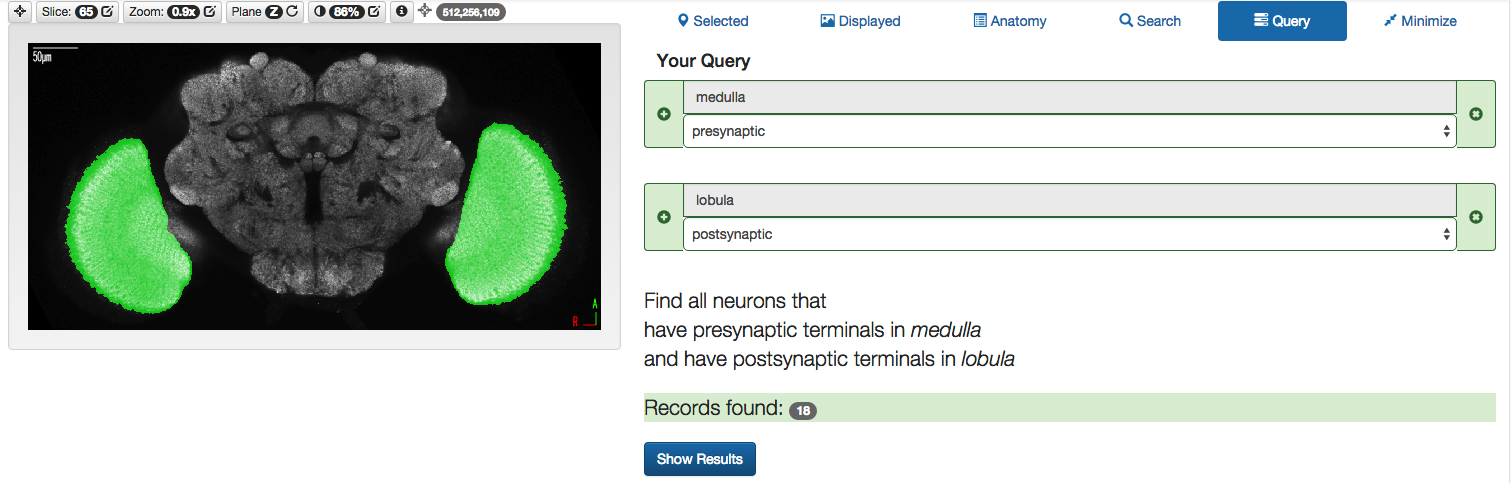 Slice: 65 Zoom: 0.9x Plane Z 86% 512,256,109
50µm
A
R
Selected Displayed Anatomy Search Query Minimize
Your Query
medulla
presynaptic
lobula
postsynaptic
Find all neurons that
have presynaptic terminals in medulla
and have postsynaptic terminals in lobula
Records found: 18
Show Results